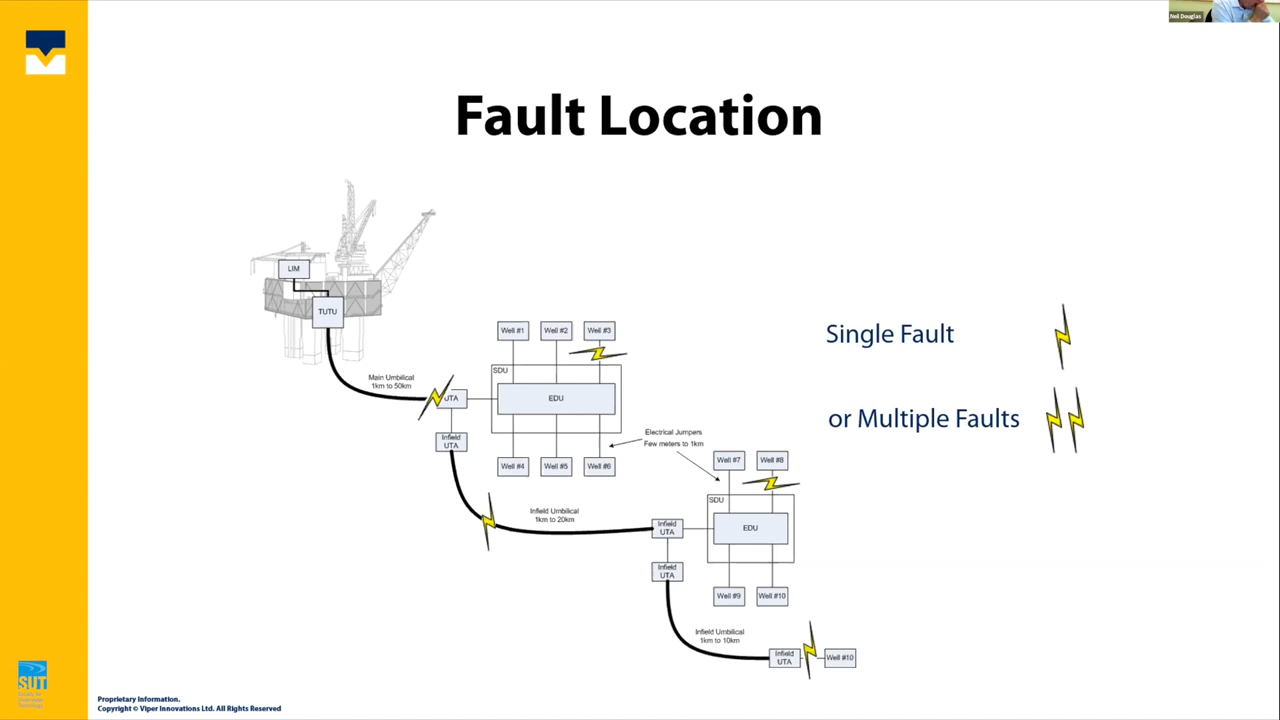 Neil Douglas
Fault Location
LIM
TUTU
Main Umbilical
1km to 50km
UTA
Infield
UTA
Well #1
Well #2
Well #3
SDU
EDU
Well #4
Well #5
Well #6
Electrical Jumpers
Few meters to 1km
Infield Umbilical
1km to 20km
Infield
UTA
Infield
UTA
Well #7
Well #8
SDU
EDU
Well #9
Well #10
Infield Umbilical
1km to 10km
Infield
UTA
Well #10
Single Fault
or Multiple Faults
SUT
Proprietary Information.
Copyright © Viper Innovations Ltd. All Rights Reserved